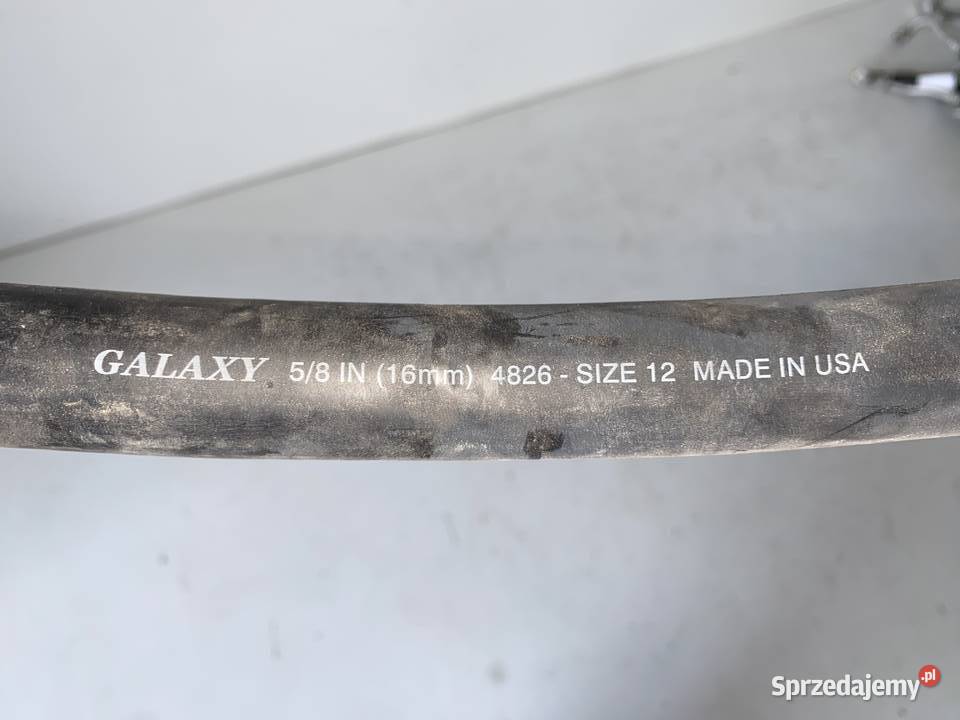 GALAXY 5/8 IN (16mm) 4826 - SIZE 12 MADE IN USA
Sprzedajemy.pl